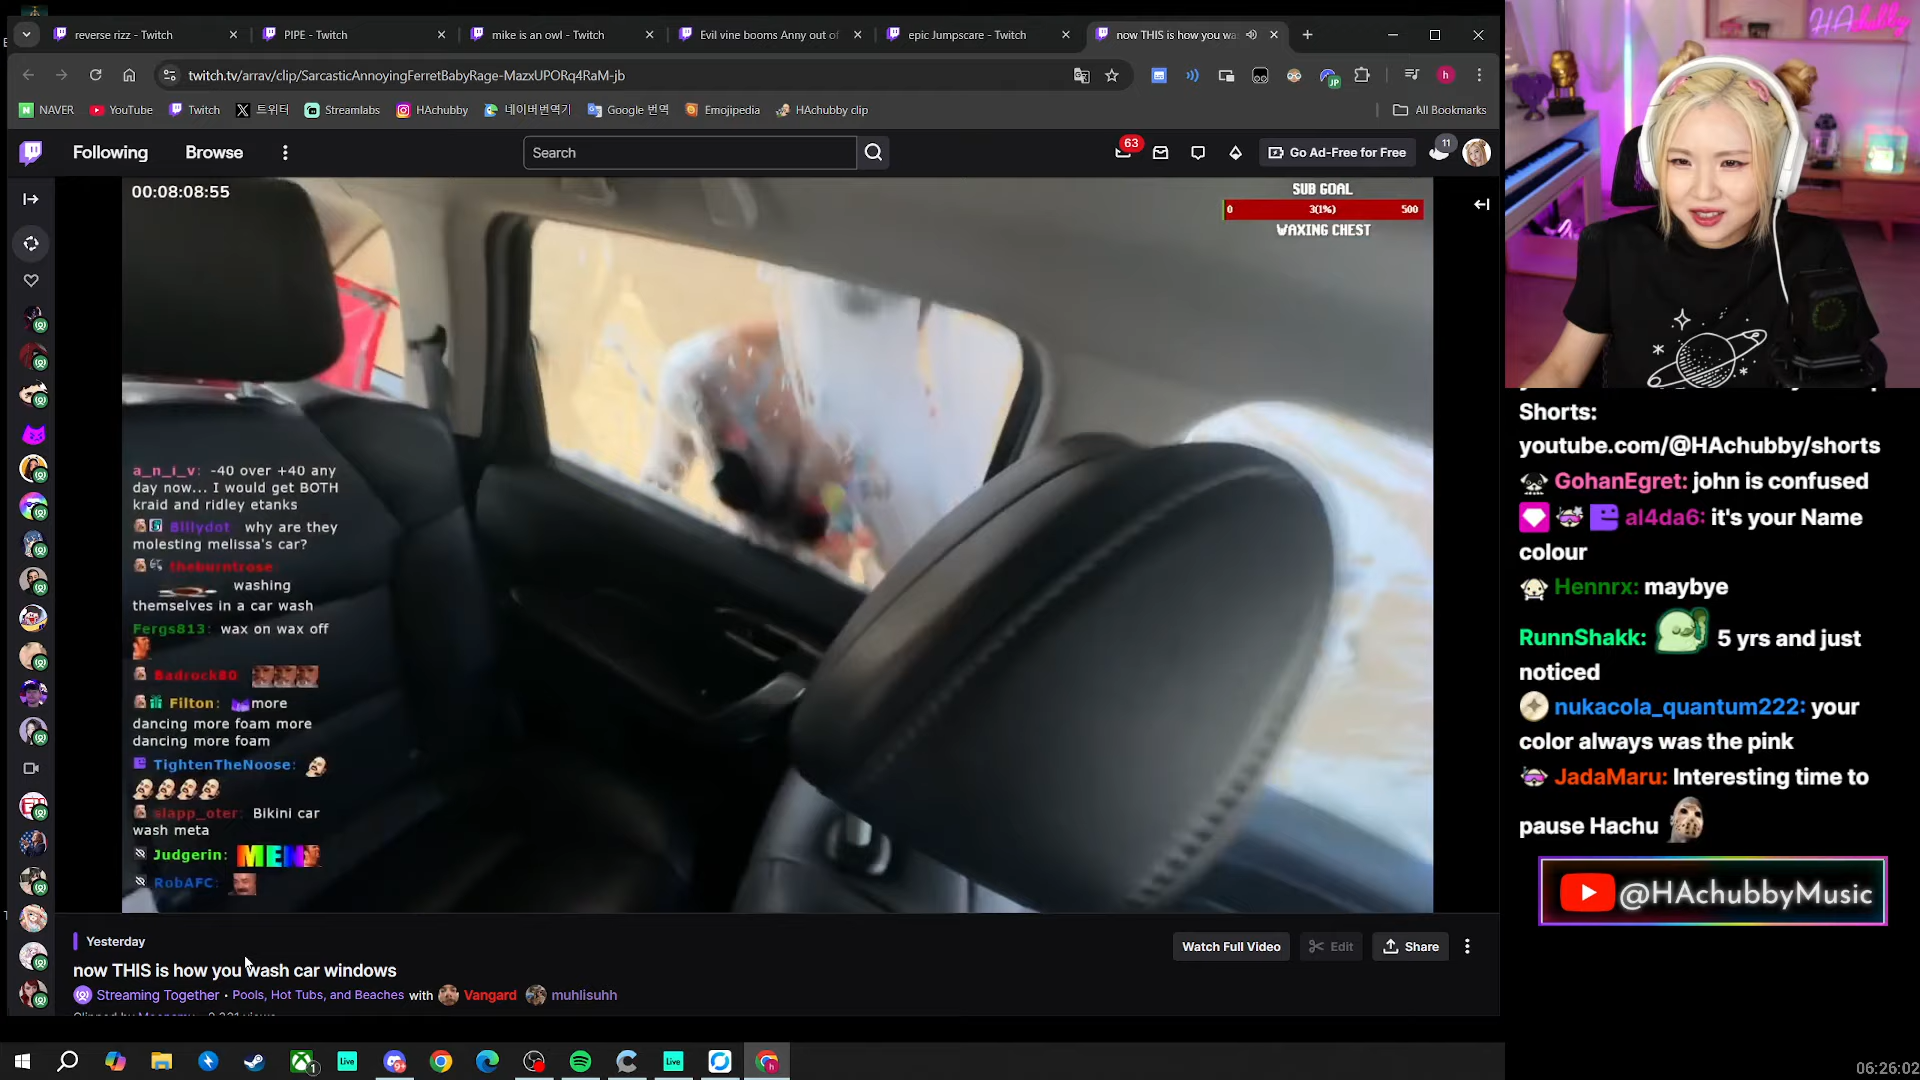 reverse rizz - Twitch
PIPE - Twitch
mike is an owl - Twitch
Evil vine booms Anny out of
epic Jumpscare - Twitch
now THIS is how you was
twitch.tv/arrav/clip/SarcasticAnnoyingFerretBabyRage-MazxUPORq4RaM-jb
NAVER
YouTube
Twitch
트위터
Streamlabs
HAchubby
네이버번역기
Google 번역
Emojipedia
HAchubby clip
All Bookmarks
Following
Browse
Search
63
Go Ad-Free for Free
11
00:08:08:55
SUB GOAL
0 3(1%) 500
WAXING CHEST
a_n_i_v: -40 over +40 any
day now... I would get BOTH
kraid and ridley etanks
Billydot why are they
molesting melissa's car?
theburntrose
washing
themselves in a car wash
Fergs813: wax on wax off
Badrock80
Filton: more
dancing more foam more
dancing more foam
TightenTheNoose:
slapp_oter: Bikini car
wash meta
Judgerin: MEN
RobAFC:
Yesterday
now THIS is how you wash car windows
Streaming Together · Pools, Hot Tubs, and Beaches with Vangard muhlisuhh
Watch Full Video
Edit
Share
HAchubby
Shorts:
youtube.com/@HAchubby/shorts
GohanEgret: john is confused
al4da6: it's your Name
colour
Hennrx: maybye
RunnShakk: 5 yrs and just
noticed
nukacola_quantum222: your
color always was the pink
JadaMaru: Interesting time to
pause Hachu
@HAchubbyMusic
06:26:02